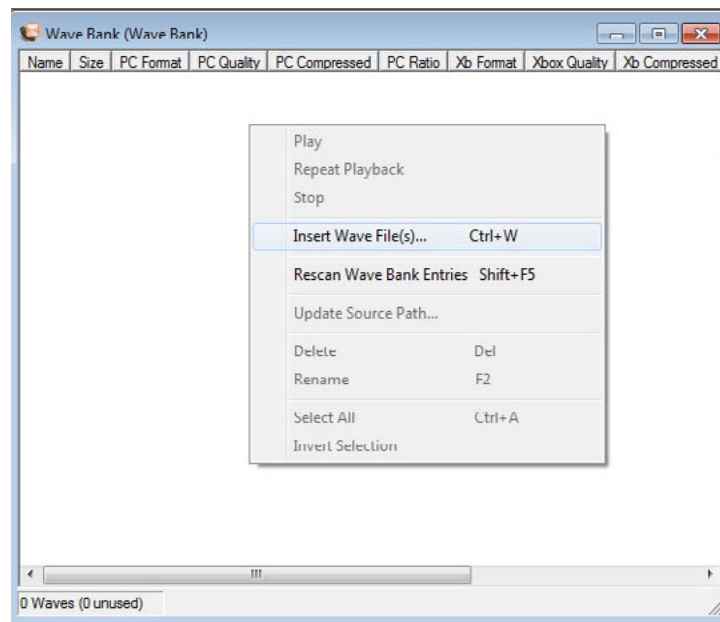 Wave Bank (Wave Bank)
Name Size PC Format PC Quality PC Compressed PC Ratio Xb Format Xbox Quality Xb Compressed
Play
Repeat Playback
Stop
Insert Wave File(s)... Ctrl+W
Rescan Wave Bank Entries Shift+F5
Update Source Path...
Delete Del
Rename F2
Select All Ctrl+A
Invert Selection
0 Waves (0 unused)